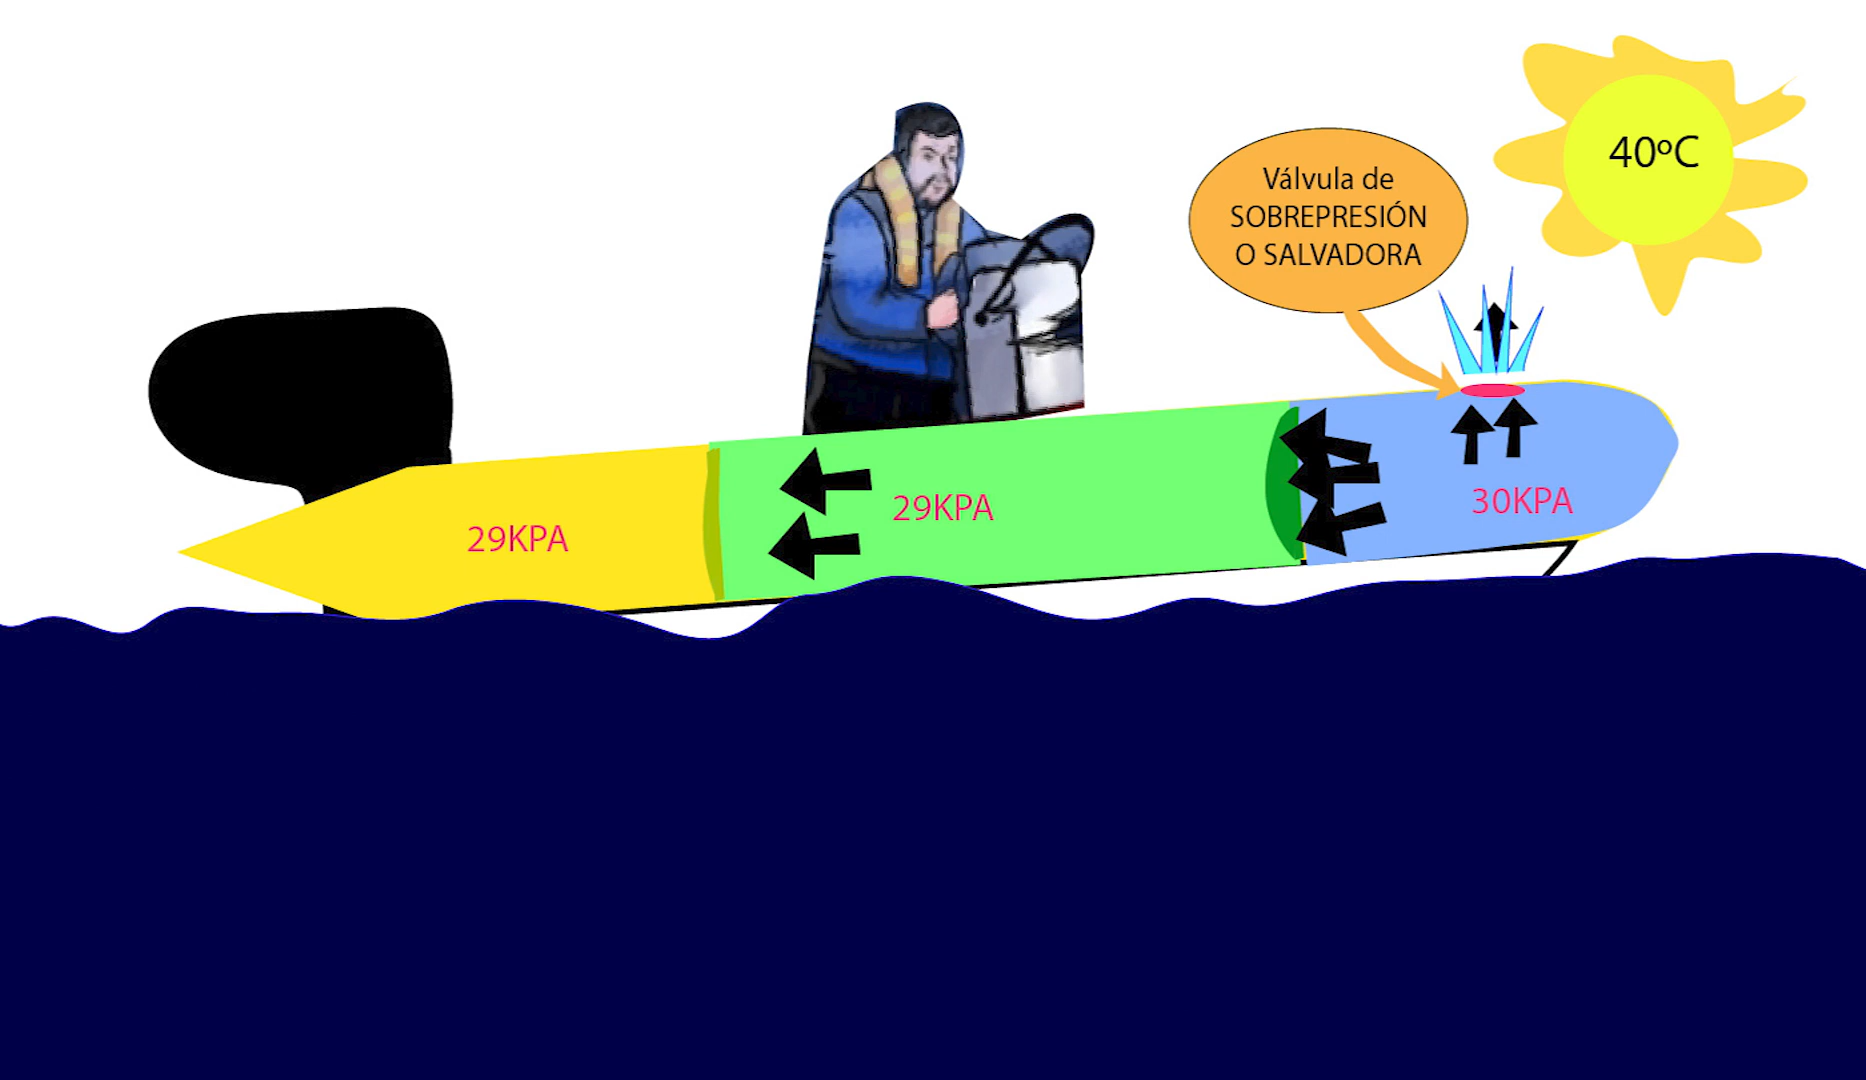 40ºC
Válvula de
SOBREPRESIÓN
O SALVADORA
29KPA
29KPA
30KPA